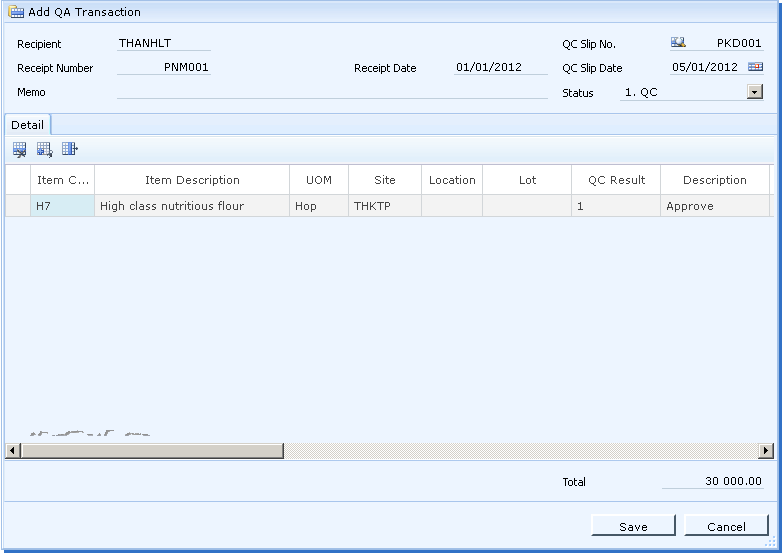 Add QA Transaction
Recipient THANHLT QC Slip No. PKD001
Receipt Number PNM001 Receipt Date 01/01/2012 QC Slip Date 05/01/2012
Memo Status 1. QC
Detail
Item C... Item Description UOM Site Location Lot QC Result Description
H7 High class nutritious flour Hop THKTP 1 Approve
Total 30 000.00
Save Cancel